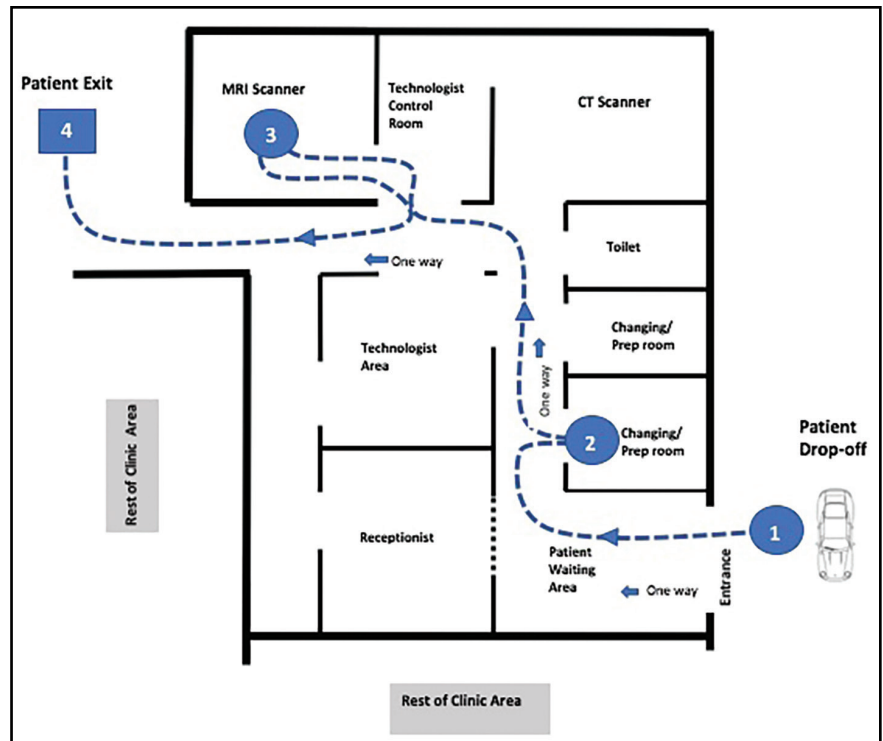 Patient Exit
4
MRI Scanner
3
Technologist
Control
Room
CT Scanner
Toilet
One way
Changing/
Prep room
Technologist
Area
One way
2
Changing/
Prep room
Patient
Drop-off
1
Rest of Clinic Area
Receptionist
Patient
Waiting
Area
One way
Entrance
Rest of Clinic Area